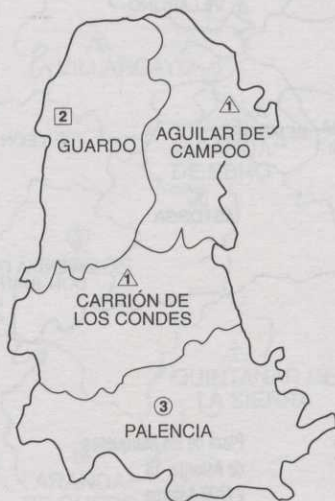 1
2
GUARDO
AGUILAR DE
CAMPOO
1
CARRIÓN DE
LOS CONDES
3
PALENCIA